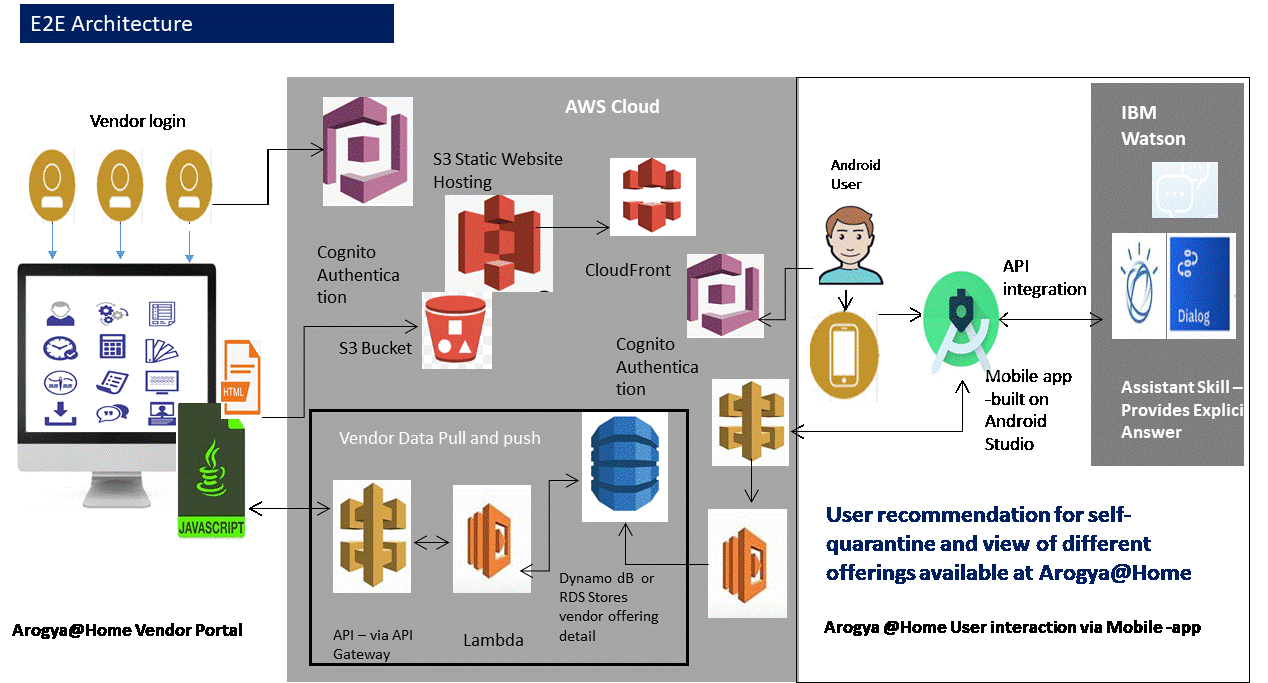 E2E Architecture
Vendor login
AWS Cloud
S3 Static Website
Hosting
Cognito
Authentica
tion
CloudFront
S3 Bucket
Cognito
Authentica
tion
HTML
JAVASCRIPT
Vendor Data Pull and push
API – via API
Gateway
Lambda
Dynamo dB or
RDS Stores
vendor offering
detail
Arogya@Home Vendor Portal
Android
User
API
integration
Mobile app
-built on
Android
Studio
IBM
Watson
Dialog
Assistant Skill –
Provides Explici
Answer
User recommendation for self-
quarantine and view of different
offerings available at Arogya@Home
Arogya @Home User interaction via Mobile -app